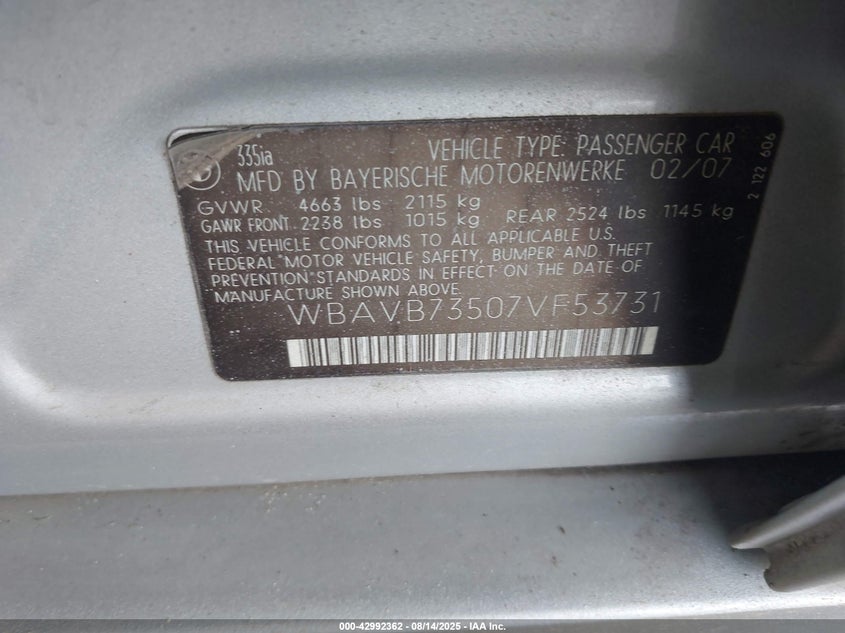 335ia VEHICLE TYPE: PASSENGER CAR
MFD BY BAYERISCHE MOTORENWERKE 02/07
GVWR 4663 lbs 2115 kg
GAWR FRONT 2238 lbs 1015 kg REAR 2524 lbs 1145 kg
THIS VEHICLE CONFORMS TO ALL APPLICABLE U.S.
FEDERAL MOTOR VEHICLE SAFETY, BUMPER AND THEFT
PREVENTION STANDARDS IN EFFECT ON THE DATE OF
MANUFACTURE SHOWN ABOVE
WBAVB73507VF53731
2 122 606
000-42992362 - 08/14/2025 - IAA Inc.